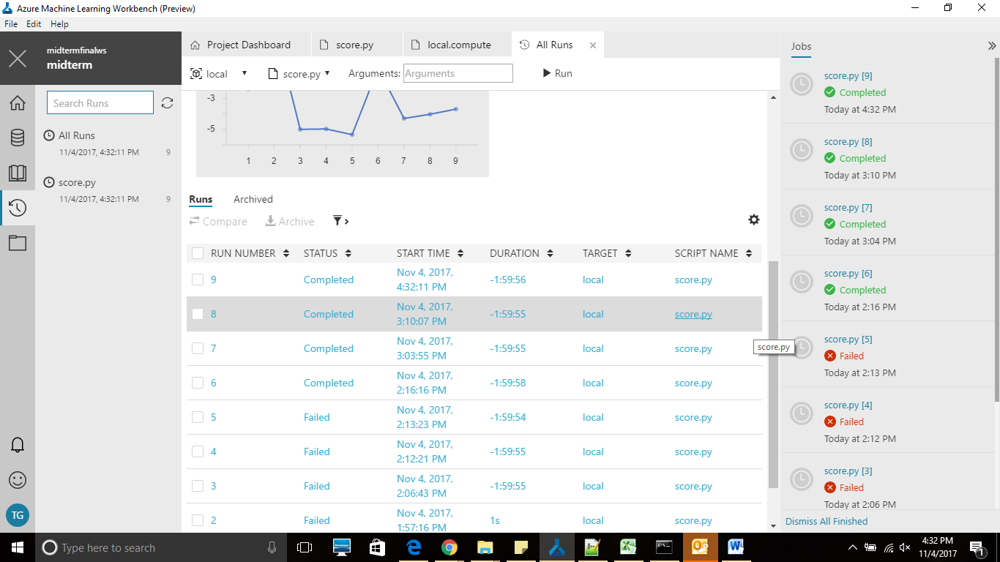 Azure Machine Learning Workbench (Preview)
File Edit Help
midtermfinalws
midterm
Search Runs
All Runs
11/4/2017, 4:32:11 PM 9
score.py
11/4/2017, 4:32:11 PM 9
TG
Project Dashboard score.py local.compute All Runs
local score.py Arguments: Arguments Run
-3
-5
1 2 3 4 5 6 7 8 9
Runs Archived
Compare Archive
RUN NUMBER STATUS START TIME DURATION TARGET SCRIPT NAME
9 Completed Nov 4, 2017, 4:32:11 PM -1:59:56 local score.py
8 Completed Nov 4, 2017, 3:10:07 PM -1:59:55 local score.py
7 Completed Nov 4, 2017, 3:03:55 PM -1:59:55 local score.py
6 Completed Nov 4, 2017, 2:16:16 PM -1:59:58 local score.py
5 Failed Nov 4, 2017, 2:13:23 PM -1:59:54 local score.py
4 Failed Nov 4, 2017, 2:12:21 PM -1:59:55 local score.py
3 Failed Nov 4, 2017, 2:06:43 PM -1:59:55 local score.py
2 Failed Nov 4, 2017, 1:57:16 PM 1s local score.py
score.py
Jobs
score.py [9]
Completed
Today at 4:32 PM
score.py [8]
Completed
Today at 3:10 PM
score.py [7]
Completed
Today at 3:04 PM
score.py [6]
Completed
Today at 2:16 PM
score.py [5]
Failed
Today at 2:13 PM
score.py [4]
Failed
Today at 2:12 PM
score.py [3]
Failed
Today at 2:06 PM
Dismiss All Finished
Type here to search
4:32 PM
11/4/2017
1